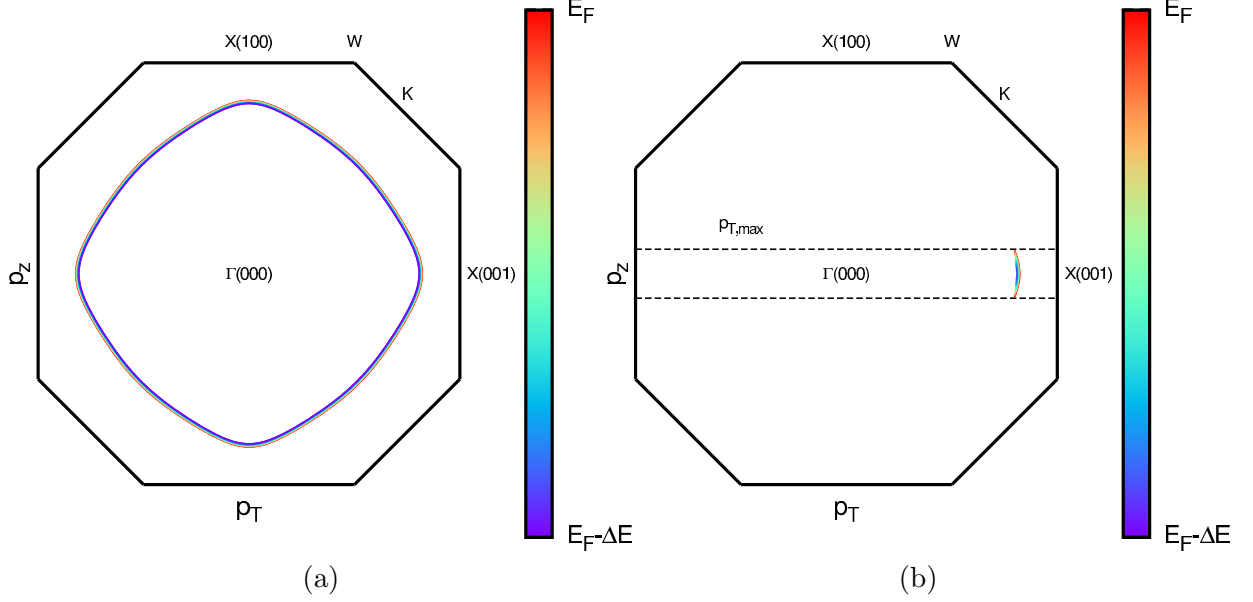 E_F
X(100)
W
K
p_z
Γ(000)
X(001)
p_T
E_F-ΔE
(a)
E_F
X(100)
W
K
p_T,max
p_z
Γ(000)
X(001)
p_T
E_F-ΔE
(b)